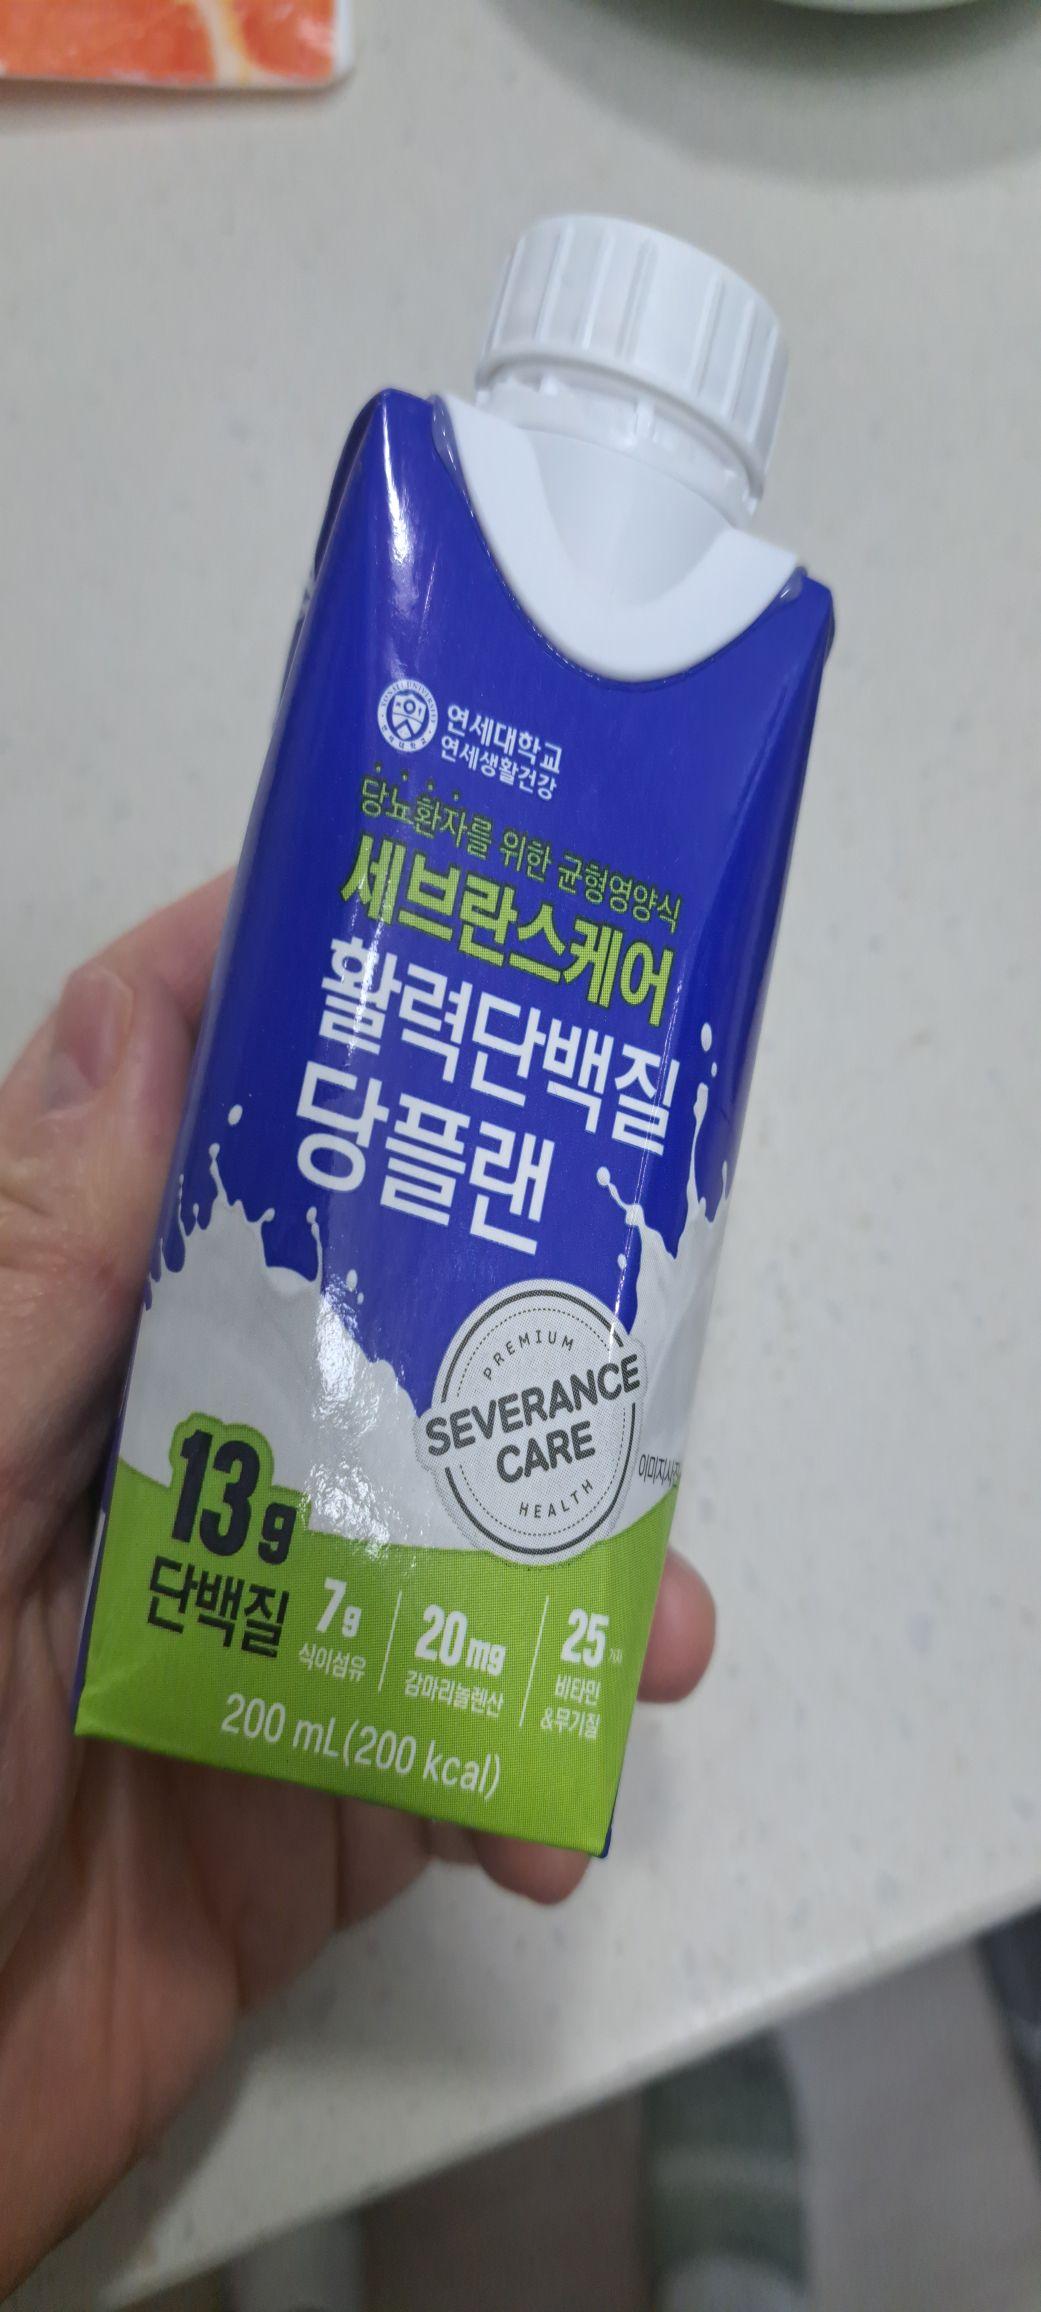 연세대학교
연세생활건강
당뇨환자를 위한 균형영양식
세브란스케어
활력단백질
당플랜
PREMIUM
SEVERANCE
CARE
HEALTH
13g
단백질
7g
식이섬유
20mg
감마리놀렌산
25
비타민
&무기질
200 mL(200 kcal)